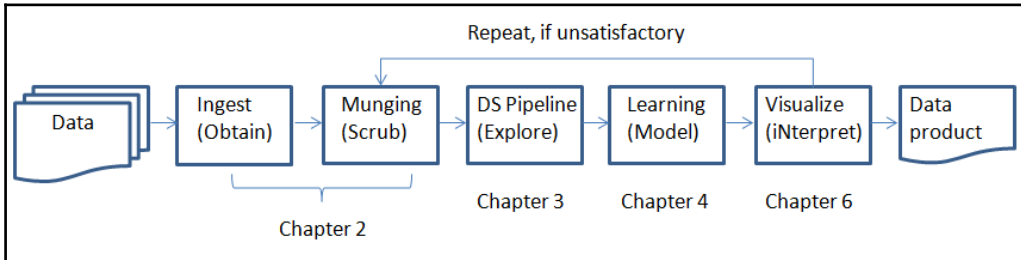 Repeat, if unsatisfactory
Data
Ingest
(Obtain)
Munging
(Scrub)
DS Pipeline
(Explore)
Learning
(Model)
Visualize
(iNterpret)
Data
product
Chapter 2
Chapter 3
Chapter 4
Chapter 6